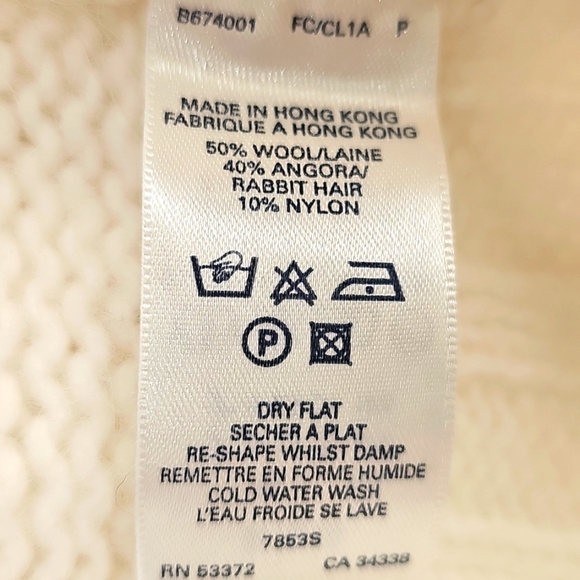 B674001 FC/CL1A P
MADE IN HONG KONG
FABRIQUE A HONG KONG
50% WOOL/LAINE
40% ANGORA/
RABBIT HAIR
10% NYLON
P
DRY FLAT
SECHER A PLAT
RE-SHAPE WHILST DAMP
REMETTRE EN FORME HUMIDE
COLD WATER WASH
L'EAU FROIDE SE LAVE
7853S
RN 53372 CA 34338